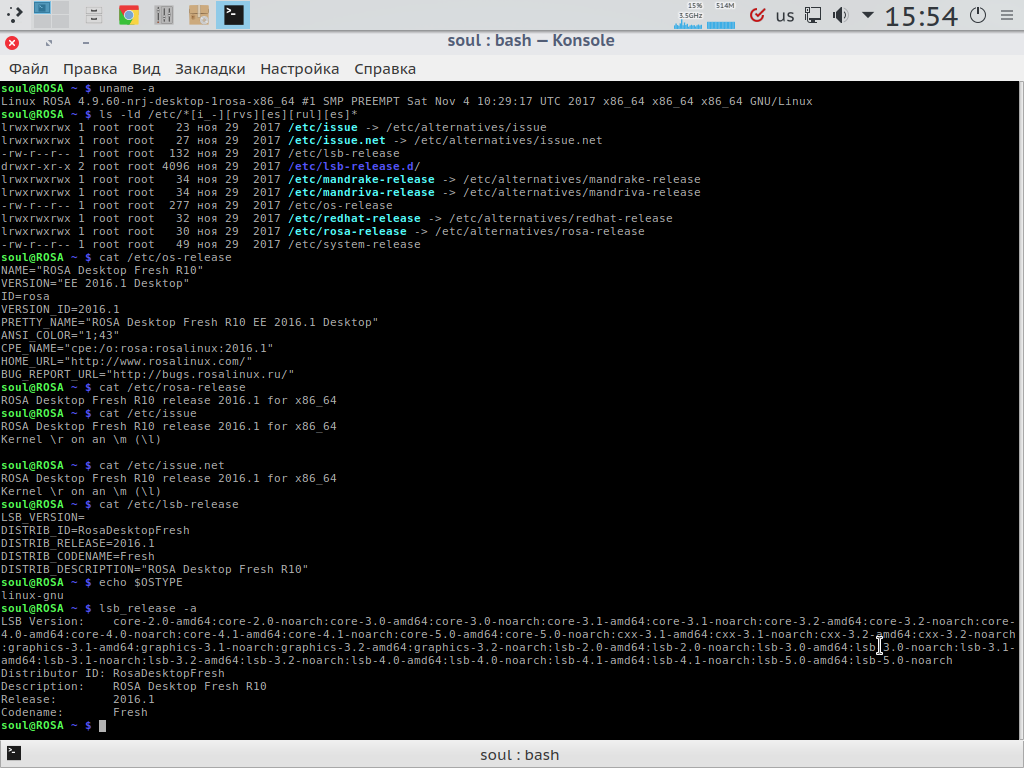 15%
5.5GHz
514M
us
15:54
soul : bash — Konsole
Файл Правка Вид Закладки Настройка Справка
soul@ROSA ~ $ uname -a
Linux ROSA 4.9.60-nrj-desktop-1rosa-x86_64 #1 SMP PREEMPT Sat Nov 4 10:29:17 UTC 2017 x86_64 x86_64 x86_64 GNU/Linux
soul@ROSA ~ $ ls -ld /etc/*[i_-][rvs][es][rul][es]*
lrwxrwxrwx 1 root root   23 ноя 29  2017 /etc/issue -> /etc/alternatives/issue
lrwxrwxrwx 1 root root   27 ноя 29  2017 /etc/issue.net -> /etc/alternatives/issue.net
-rw-r--r-- 1 root root  132 ноя 29  2017 /etc/lsb-release
drwxr-xr-x 2 root root 4096 ноя 29  2017 /etc/lsb-release.d/
lrwxrwxrwx 1 root root   34 ноя 29  2017 /etc/mandrake-release -> /etc/alternatives/mandrake-release
lrwxrwxrwx 1 root root   34 ноя 29  2017 /etc/mandriva-release -> /etc/alternatives/mandriva-release
-rw-r--r-- 1 root root  277 ноя 29  2017 /etc/os-release
lrwxrwxrwx 1 root root   32 ноя 29  2017 /etc/redhat-release -> /etc/alternatives/redhat-release
lrwxrwxrwx 1 root root   30 ноя 29  2017 /etc/rosa-release -> /etc/alternatives/rosa-release
-rw-r--r-- 1 root root   49 ноя 29  2017 /etc/system-release
soul@ROSA ~ $ cat /etc/os-release
NAME="ROSA Desktop Fresh R10"
VERSION="EE 2016.1 Desktop"
ID=rosa
VERSION_ID=2016.1
PRETTY_NAME="ROSA Desktop Fresh R10 EE 2016.1 Desktop"
ANSI_COLOR="1;43"
CPE_NAME="cpe:/o:rosa:rosalinux:2016.1"
HOME_URL="http://www.rosalinux.com/"
BUG_REPORT_URL="http://bugs.rosalinux.ru/"
soul@ROSA ~ $ cat /etc/rosa-release
ROSA Desktop Fresh R10 release 2016.1 for x86_64
soul@ROSA ~ $ cat /etc/issue
ROSA Desktop Fresh R10 release 2016.1 for x86_64
Kernel \r on an \m (\l)
soul@ROSA ~ $ cat /etc/issue.net
ROSA Desktop Fresh R10 release 2016.1 for x86_64
Kernel \r on an \m (\l)
soul@ROSA ~ $ cat /etc/lsb-release
LSB_VERSION=
DISTRIB_ID=RosaDesktopFresh
DISTRIB_RELEASE=2016.1
DISTRIB_CODENAME=Fresh
DISTRIB_DESCRIPTION="ROSA Desktop Fresh R10"
soul@ROSA ~ $ echo $OSTYPE
linux-gnu
soul@ROSA ~ $ lsb_release -a
LSB Version:    core-2.0-amd64:core-2.0-noarch:core-3.0-amd64:core-3.0-noarch:core-3.1-amd64:core-3.1-noarch:core-3.2-amd64:core-3.2-noarch:core-
4.0-amd64:core-4.0-noarch:core-4.1-amd64:core-4.1-noarch:core-5.0-amd64:core-5.0-noarch:cxx-3.1-amd64:cxx-3.1-noarch:cxx-3.2-amd64:cxx-3.2-noarch
:graphics-3.1-amd64:graphics-3.1-noarch:graphics-3.2-amd64:graphics-3.2-noarch:lsb-2.0-amd64:lsb-2.0-noarch:lsb-3.0-amd64:lsb-3.0-noarch:lsb-3.1-
amd64:lsb-3.1-noarch:lsb-3.2-amd64:lsb-3.2-noarch:lsb-4.0-amd64:lsb-4.0-noarch:lsb-4.1-amd64:lsb-4.1-noarch:lsb-5.0-amd64:lsb-5.0-noarch
Distributor ID: RosaDesktopFresh
Description:    ROSA Desktop Fresh R10
Release:        2016.1
Codename:       Fresh
soul@ROSA ~ $
soul : bash